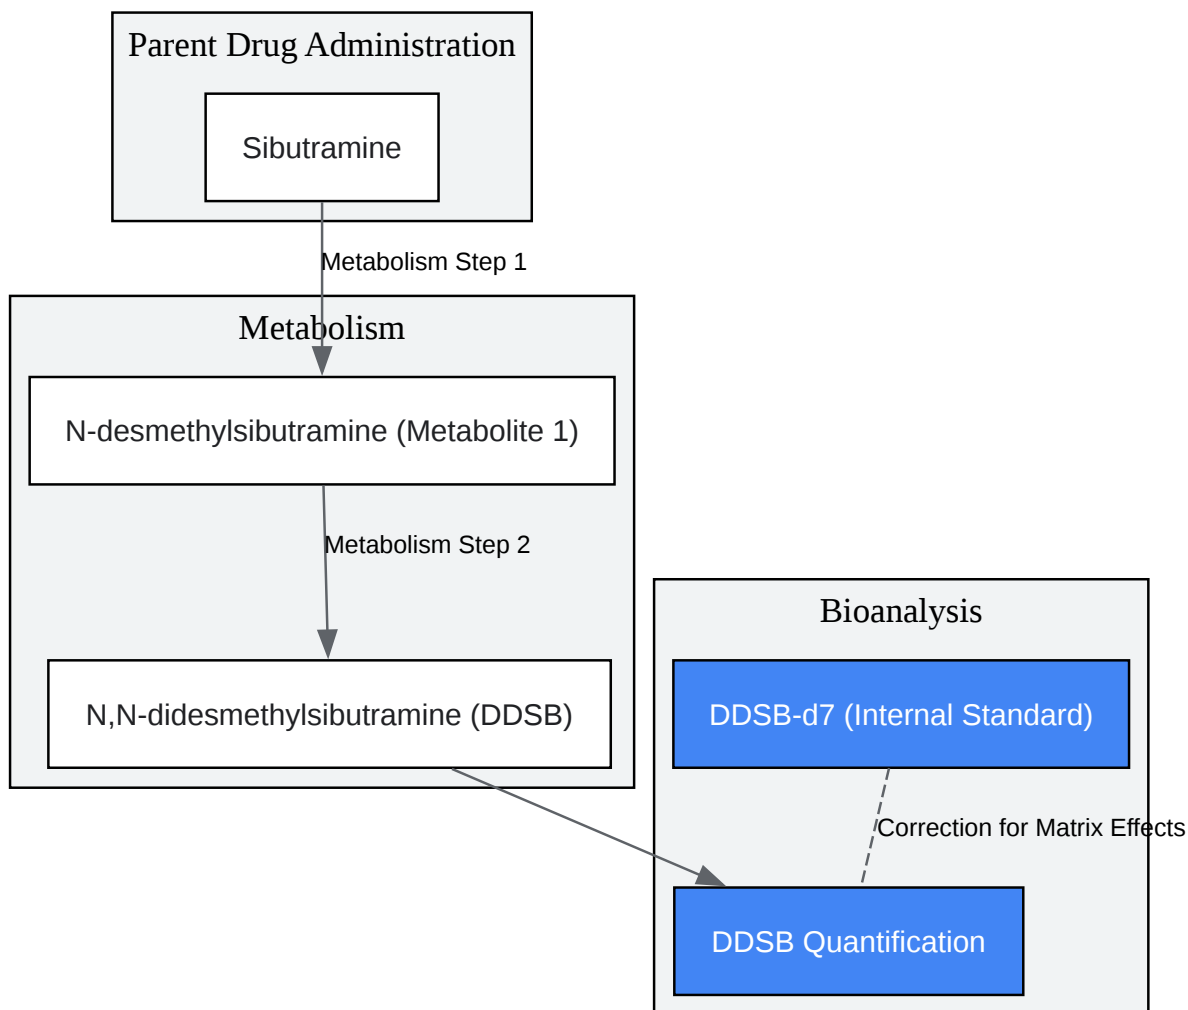 Parent Drug Administration
Sibutramine
Metabolism Step 1
Metabolism
N-desmethylsibutramine (Metabolite 1)
Metabolism Step 2
N,N-didesmethylsibutramine (DDSB)
Bioanalysis
DDSB-d7 (Internal Standard)
Correction for Matrix Effects
DDSB Quantification